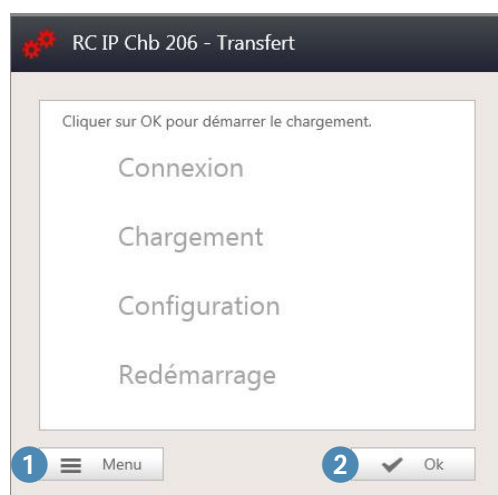 RC IP Chb 206 - Transfert
Cliquer sur OK pour démarrer le chargement.
Connexion
Chargement
Configuration
Redémarrage
1 Menu
2 Ok